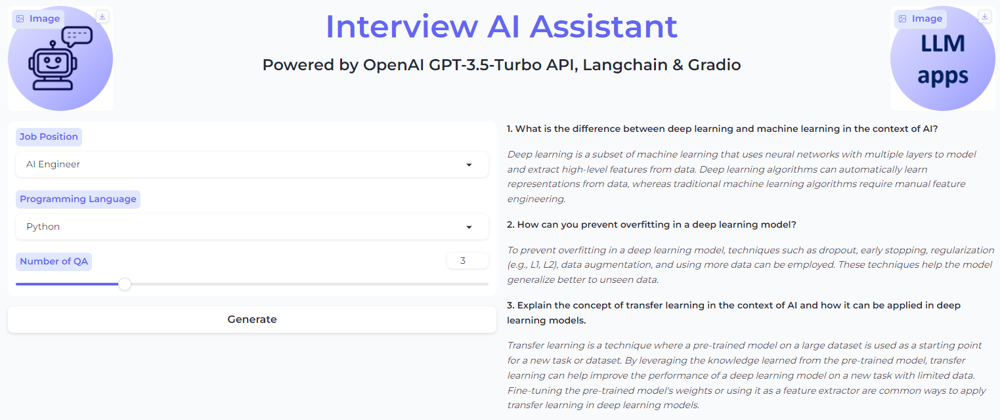 Image
Interview AI Assistant
Powered by OpenAI GPT-3.5-Turbo API, Langchain & Gradio
Image
LLM
apps
Job Position
AI Engineer
Programming Language
Python
Number of QA
3
Generate
1. What is the difference between deep learning and machine learning in the context of AI?
Deep learning is a subset of machine learning that uses neural networks with multiple layers to model
and extract high-level features from data. Deep learning algorithms can automatically learn
representations from data, whereas traditional machine learning algorithms require manual feature
engineering.
2. How can you prevent overfitting in a deep learning model?
To prevent overfitting in a deep learning model, techniques such as dropout, early stopping, regularization
(e.g., L1, L2), data augmentation, and using more data can be employed. These techniques help the model
generalize better to unseen data.
3. Explain the concept of transfer learning in the context of AI and how it can be applied in deep
learning models.
Transfer learning is a technique where a pre-trained model on a large dataset is used as a starting point
for a new task or dataset. By leveraging the knowledge learned from the pre-trained model, transfer
learning can help improve the performance of a deep learning model on a new task with limited data.
Fine-tuning the pre-trained model's weights or using it as a feature extractor are common ways to apply
transfer learning in deep learning models.